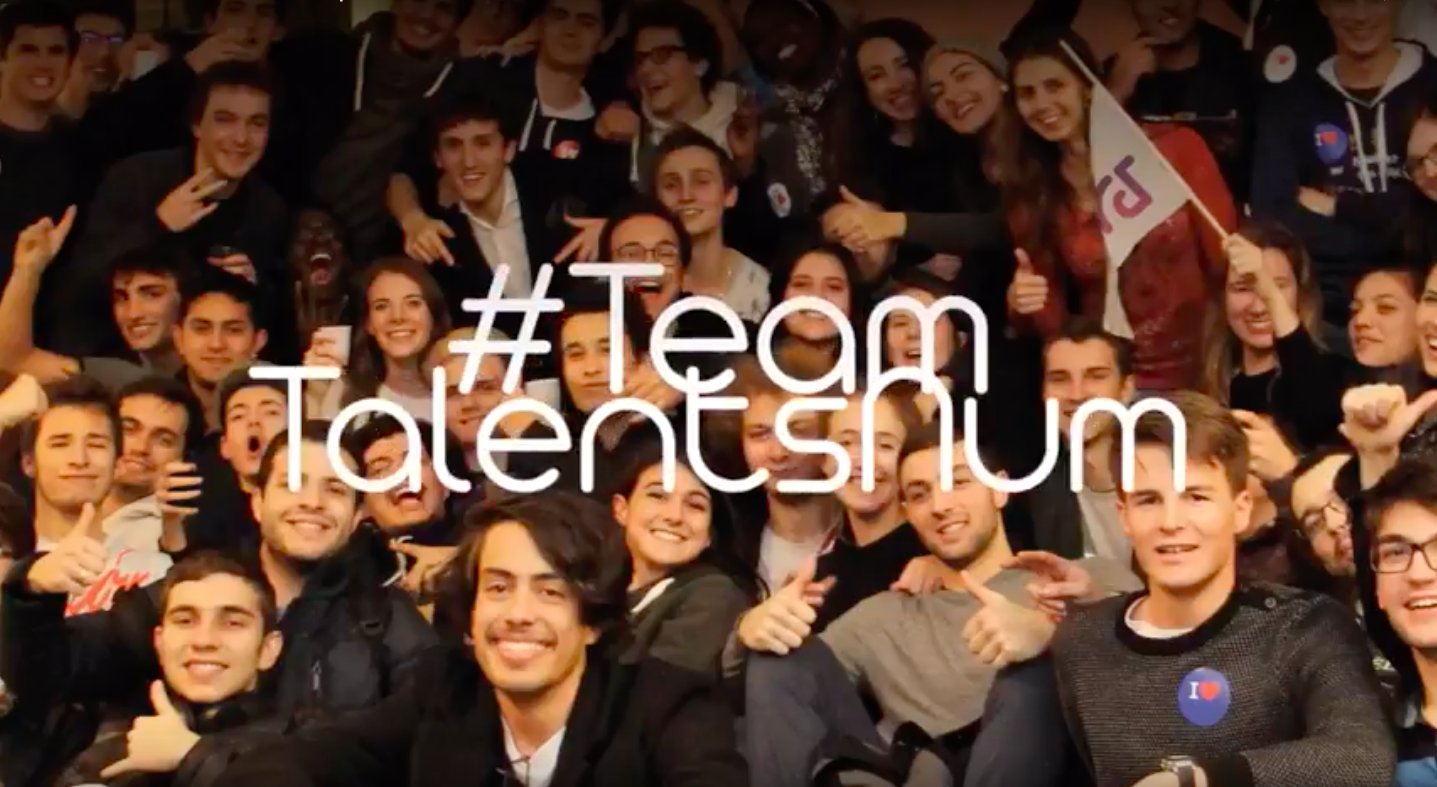 #Team
TalentsNum
I ❤
I ❤